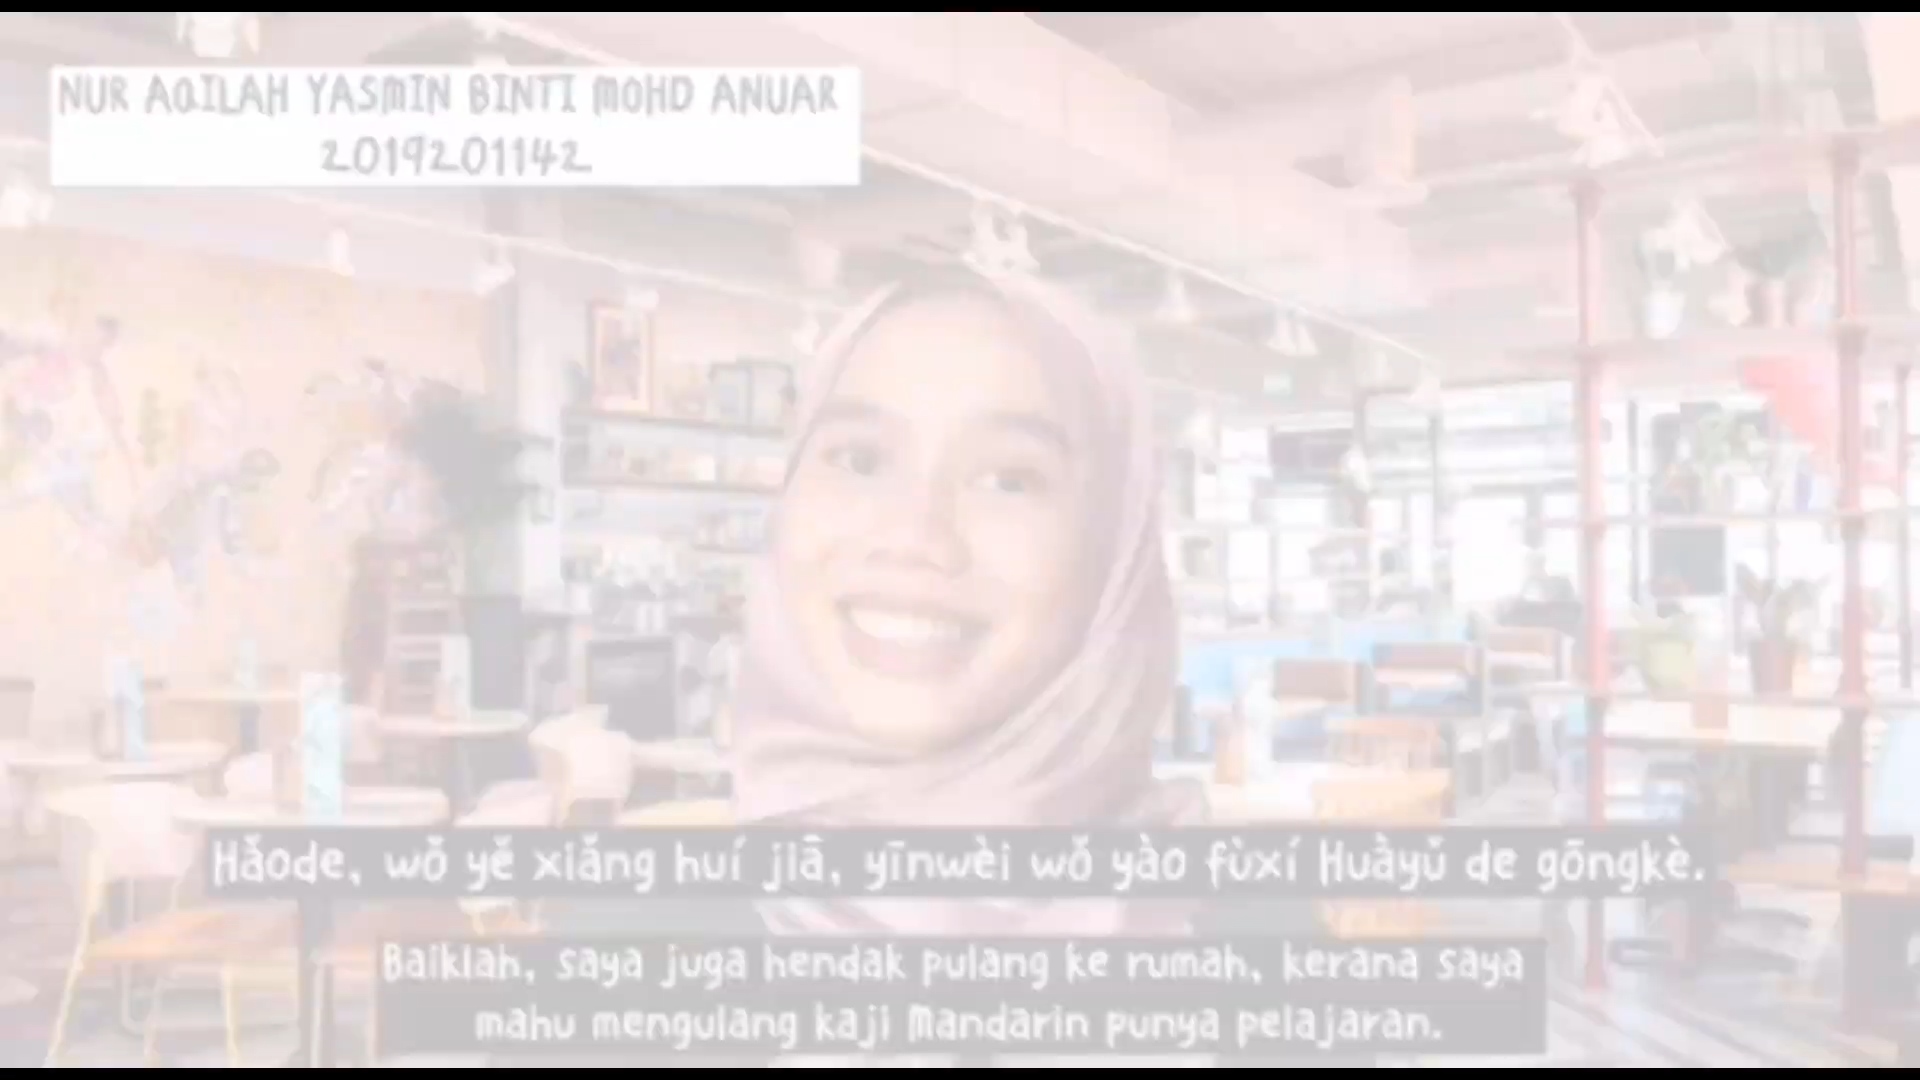 NUR AQILAH YASMIN BINTI MOHD ANUAR
2019201142
Hǎode, wǒ yě xiǎng huí jiā, yīnwèi wǒ yào fùxí Huàyǔ de gōngkè.
Baiklah, saya juga hendak pulang ke rumah, kerana saya
mahu mengulang kaji Mandarin punya pelajaran.